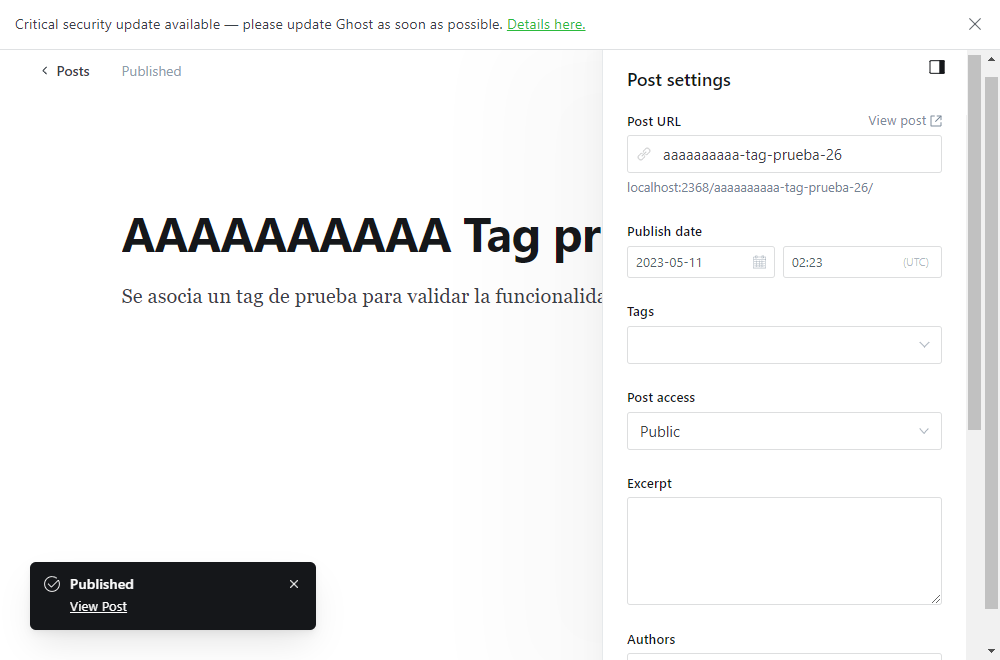 Critical security update available — please update Ghost as soon as possible. Details here.
Posts
Published
Post settings
Post URL
View post
aaaaaaaaaa-tag-prueba-26
localhost:2368/aaaaaaaaaa-tag-prueba-26/
AAAAAAAAAA Tag pr
Se asocia un tag de prueba para validar la funcionalida
Publish date
2023-05-11
02:23
(UTC)
Tags
Post access
Public
Excerpt
Published
View Post
Authors